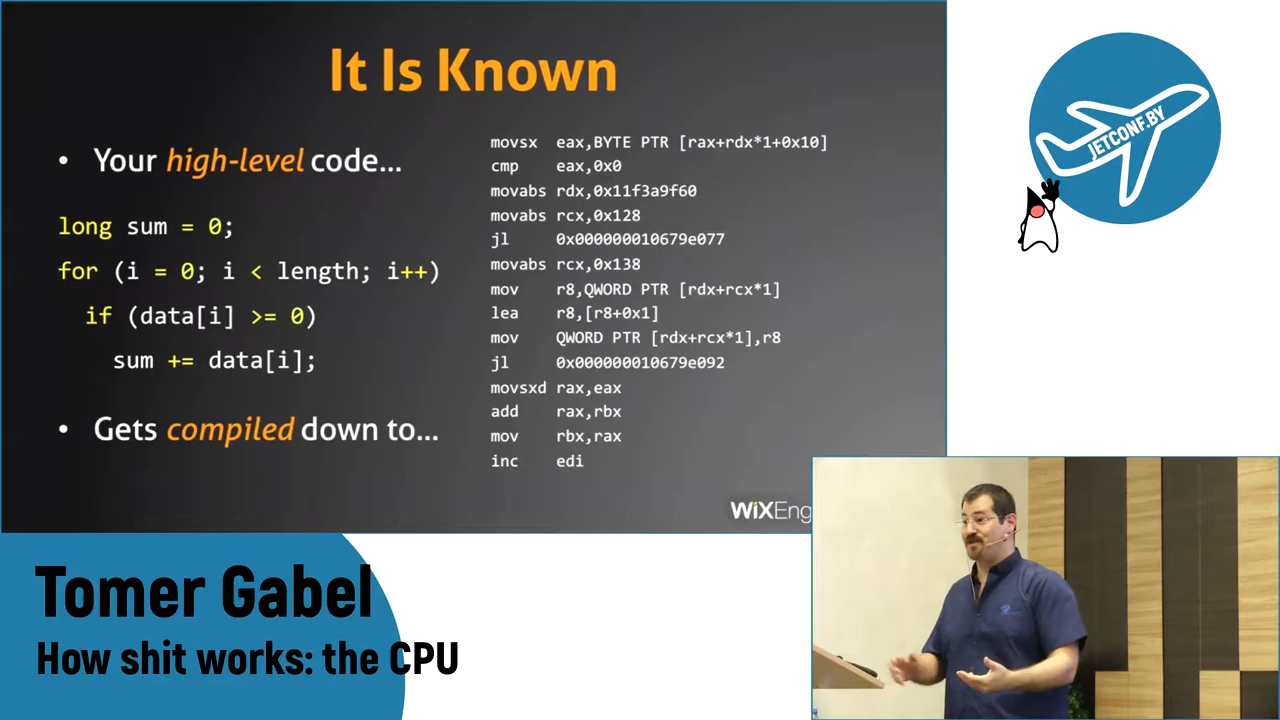 It Is Known
• Your high-level code...
long sum = 0;
for (i = 0; i < length; i++)
if (data[i] >= 0)
sum += data[i];
• Gets compiled down to...
movsx eax,BYTE PTR [rax+rdx*1+0x10]
cmp eax,0x0
movabs rdx,0x11f3a9f60
movabs rcx,0x128
jl 0x000000010679e077
movabs rcx,0x138
mov r8,QWORD PTR [rdx+rcx*1]
lea r8,[r8+0x1]
mov QWORD PTR [rdx+rcx*1],r8
jl 0x000000010679e092
movsxd rax,eax
add rax,rbx
mov rbx,rax
inc edi
WiXEng
JETCONF.BY
Tomer Gabel
How shit works: the CPU